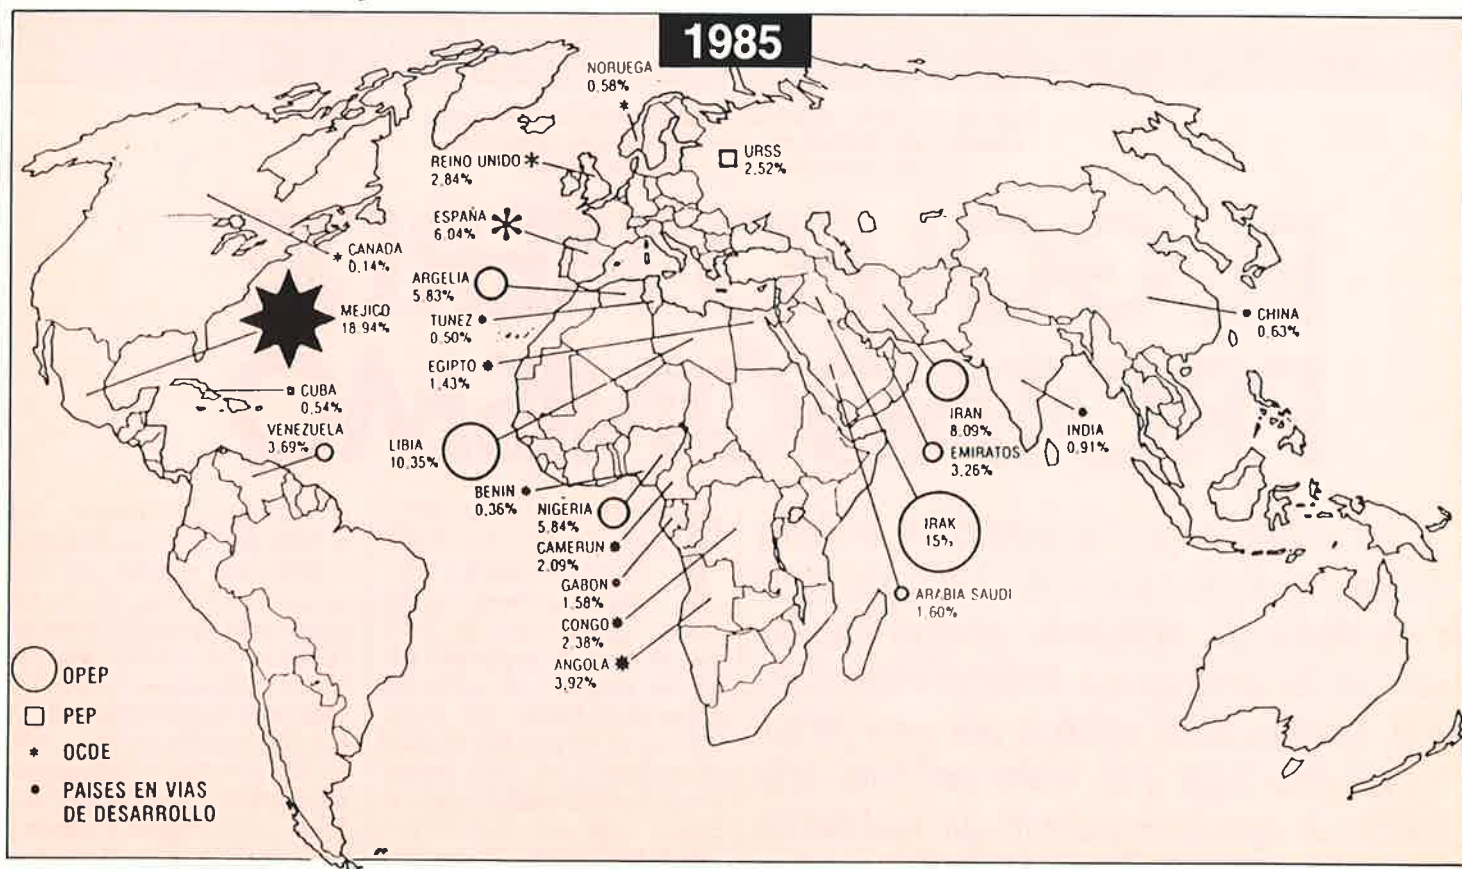 1985
NORUEGA
0,58%
REINO UNIDO
2.84%
URSS
2.52%
ESPAÑA
6.04%
CANADA
0.14%
ARGELIA
5.83%
MEJICO
18.94%
TUNEZ
0.50%
CHINA
0.63%
EGIPTO
1.43%
CUBA
0.54%
VENEZUELA
3.69%
LIBIA
10.35%
IRAN
8.09%
INDIA
0.91%
EMIRATOS
3.26%
BENIN
0.36%
NIGERIA
5.84%
IRAK
15%
CAMERUN
2.09%
GABON
1.58%
ARABIA SAUDI
1.60%
CONGO
2.38%
ANGOLA
3.92%
OPEP
PEP
OCDE
PAISES EN VIAS
DE DESARROLLO